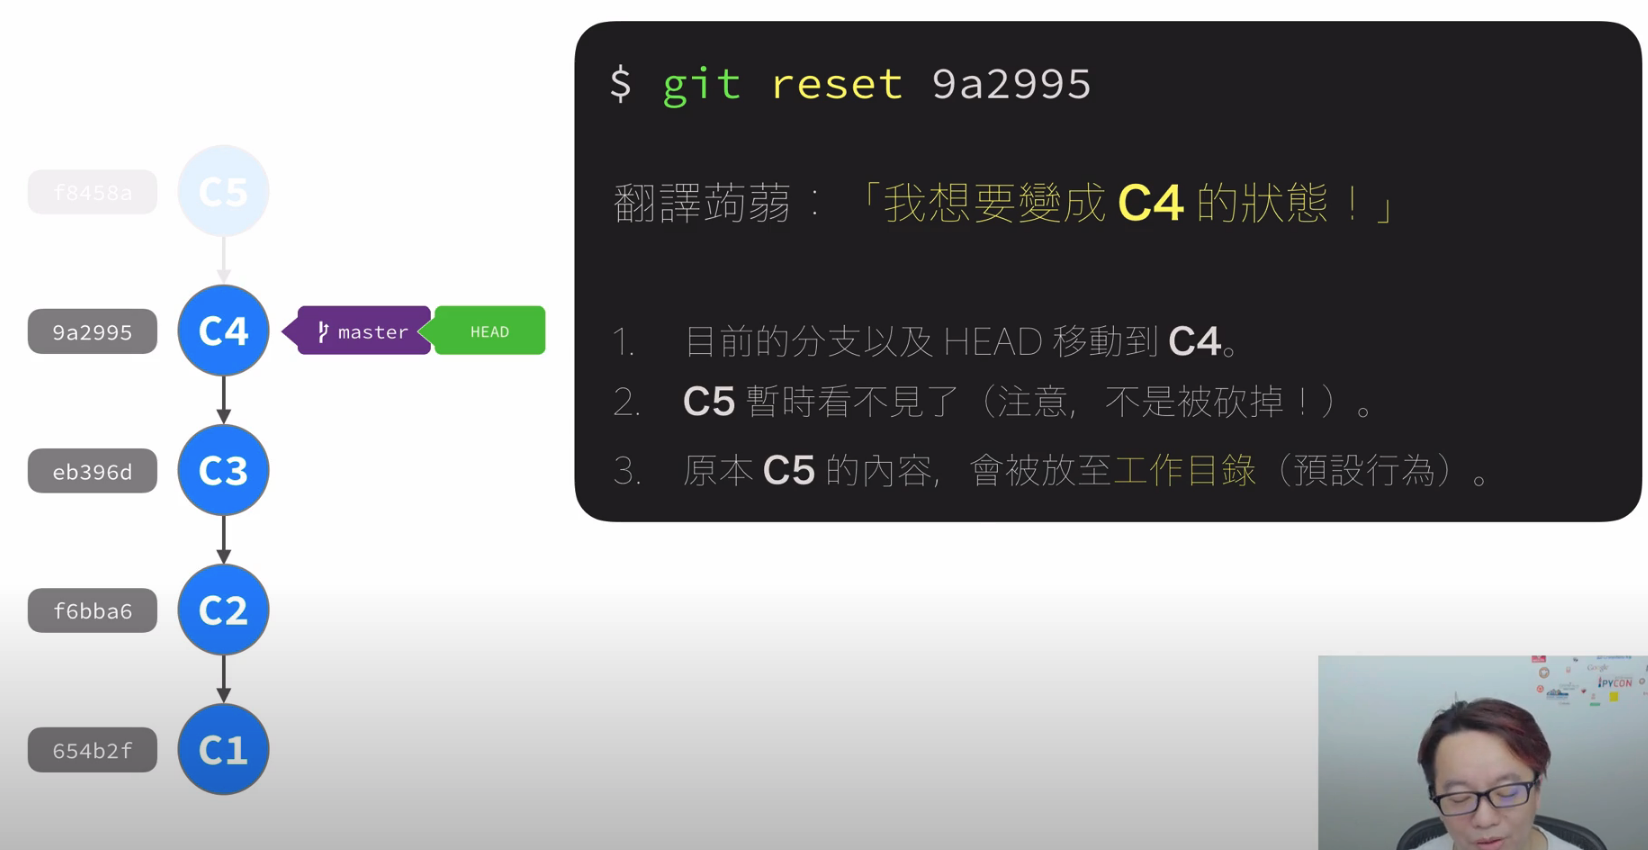 $ git reset 9a2995
翻譯蒟蒻：「我想要變成 C4 的狀態！」
1. 目前的分支以及 HEAD 移動到 C4。
2. C5 暫時看不見了（注意，不是被砍掉！）。
3. 原本 C5 的內容，會被放至工作目錄（預設行為）。
f8458a C5
9a2995 C4 master HEAD
eb396d C3
f6bba6 C2
654b2f C1
Google
PYCON